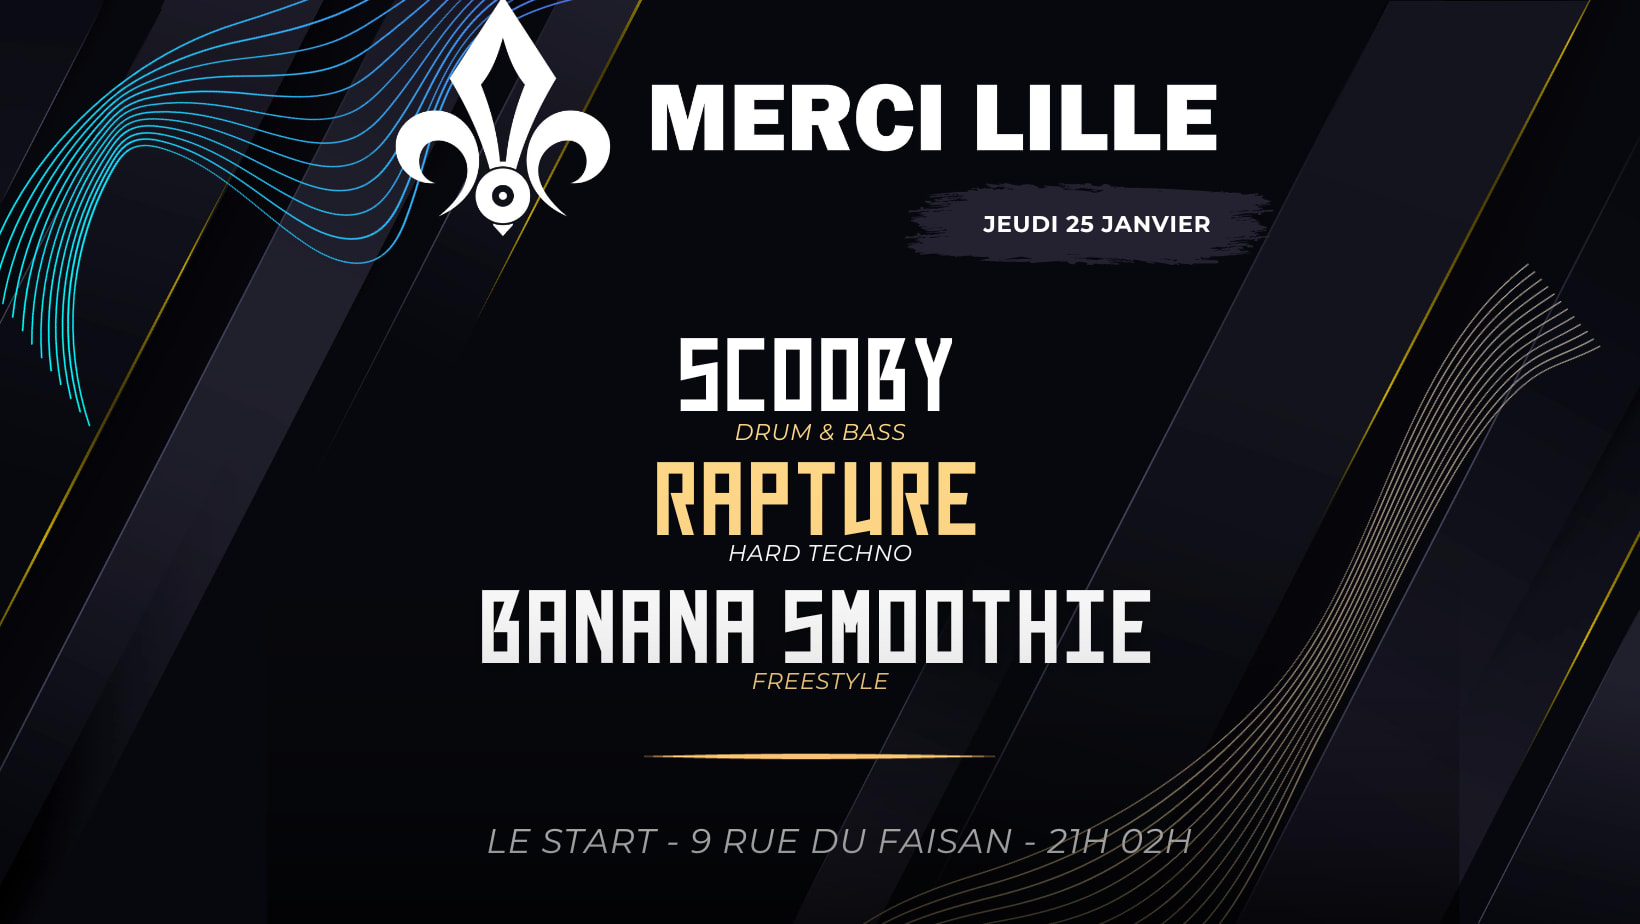 MERCI LILLE
JEUDI 25 JANVIER
SCOOBY
DRUM & BASS
RAPTURE
HARD TECHNO
BANANA SMOOTHIE
FREESTYLE
LE START - 9 RUE DU FAISAN - 21H 02H